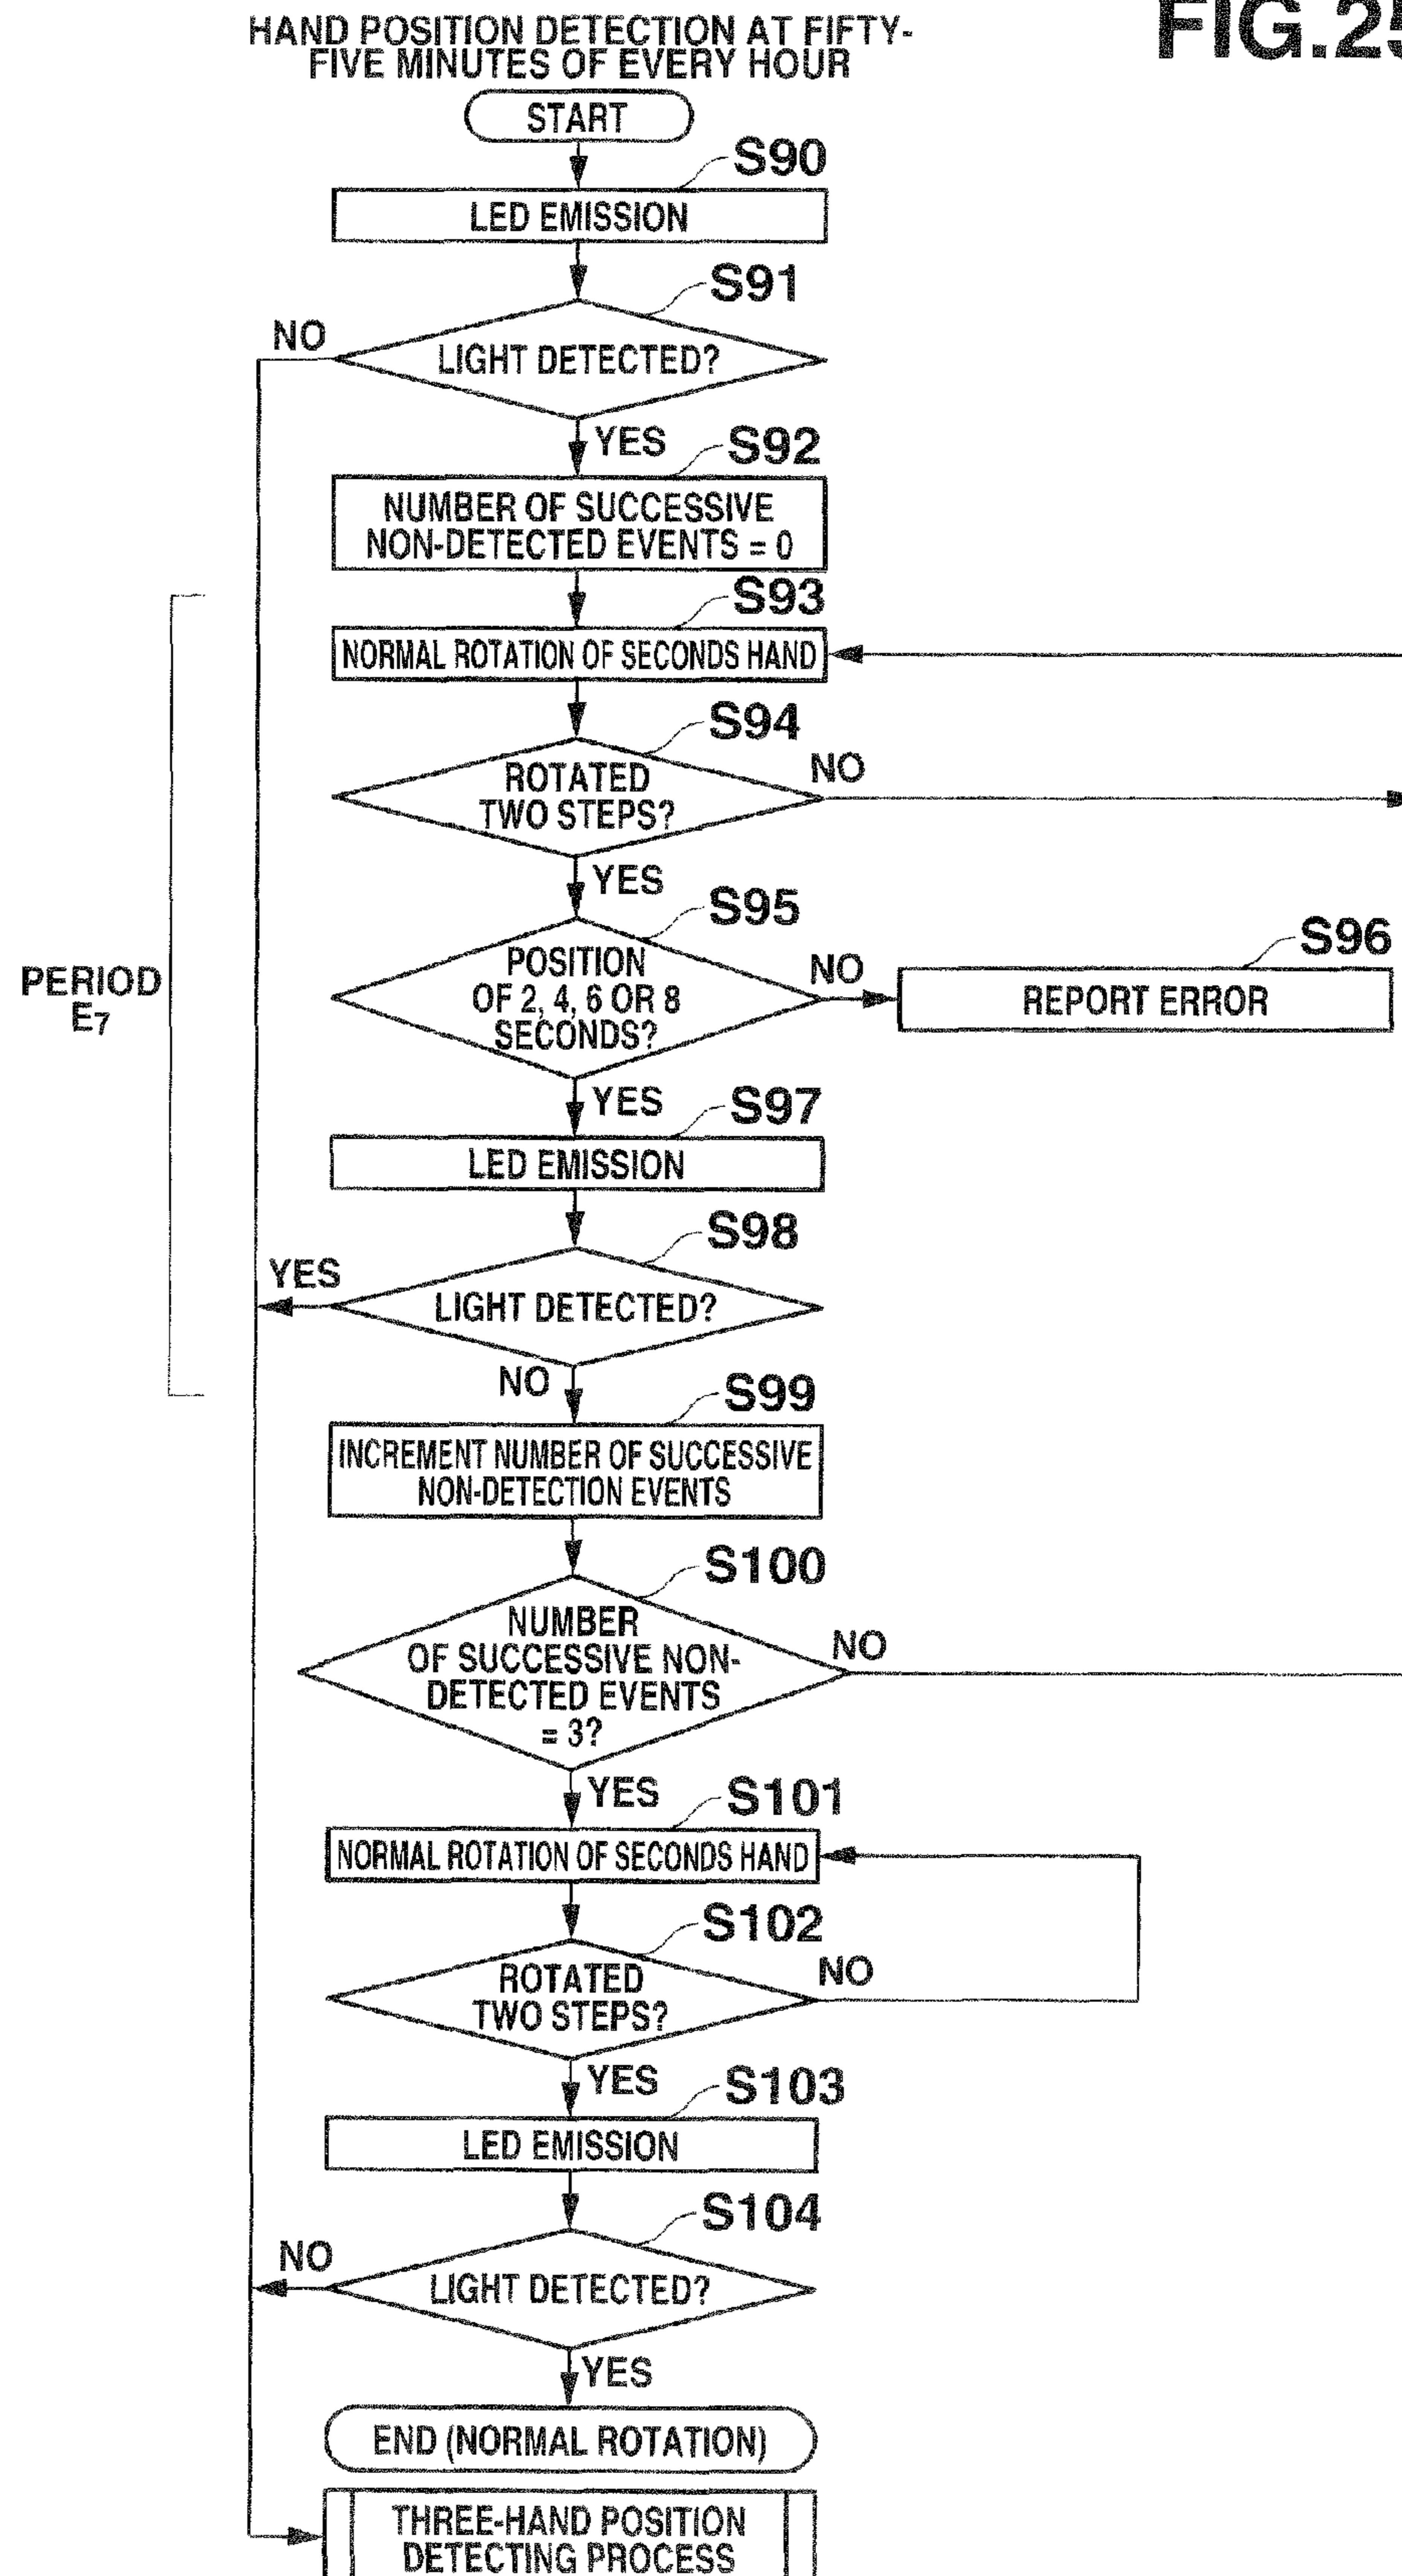 FIG.25
HAND POSITION DETECTION AT FIFTY-
FIVE MINUTES OF EVERY HOUR
START
S90
LED EMISSION
S91
NO
LIGHT DETECTED?
YES
S92
NUMBER OF SUCCESSIVE
NON-DETECTED EVENTS = 0
S93
NORMAL ROTATION OF SECONDS HAND
S94
NO
ROTATED
TWO STEPS?
YES
S95
POSITION
OF 2, 4, 6 OR 8
SECONDS?
NO
S96
REPORT ERROR
PERIOD
E7
YES
S97
LED EMISSION
S98
YES
LIGHT DETECTED?
NO
S99
INCREMENT NUMBER OF SUCCESSIVE
NON-DETECTION EVENTS
S100
NUMBER
OF SUCCESSIVE NON-
DETECTED EVENTS
= 3?
NO
YES
S101
NORMAL ROTATION OF SECONDS HAND
S102
ROTATED
TWO STEPS?
NO
YES
S103
LED EMISSION
S104
NO
LIGHT DETECTED?
YES
END (NORMAL ROTATION)
THREE-HAND POSITION
DETECTING PROCESS